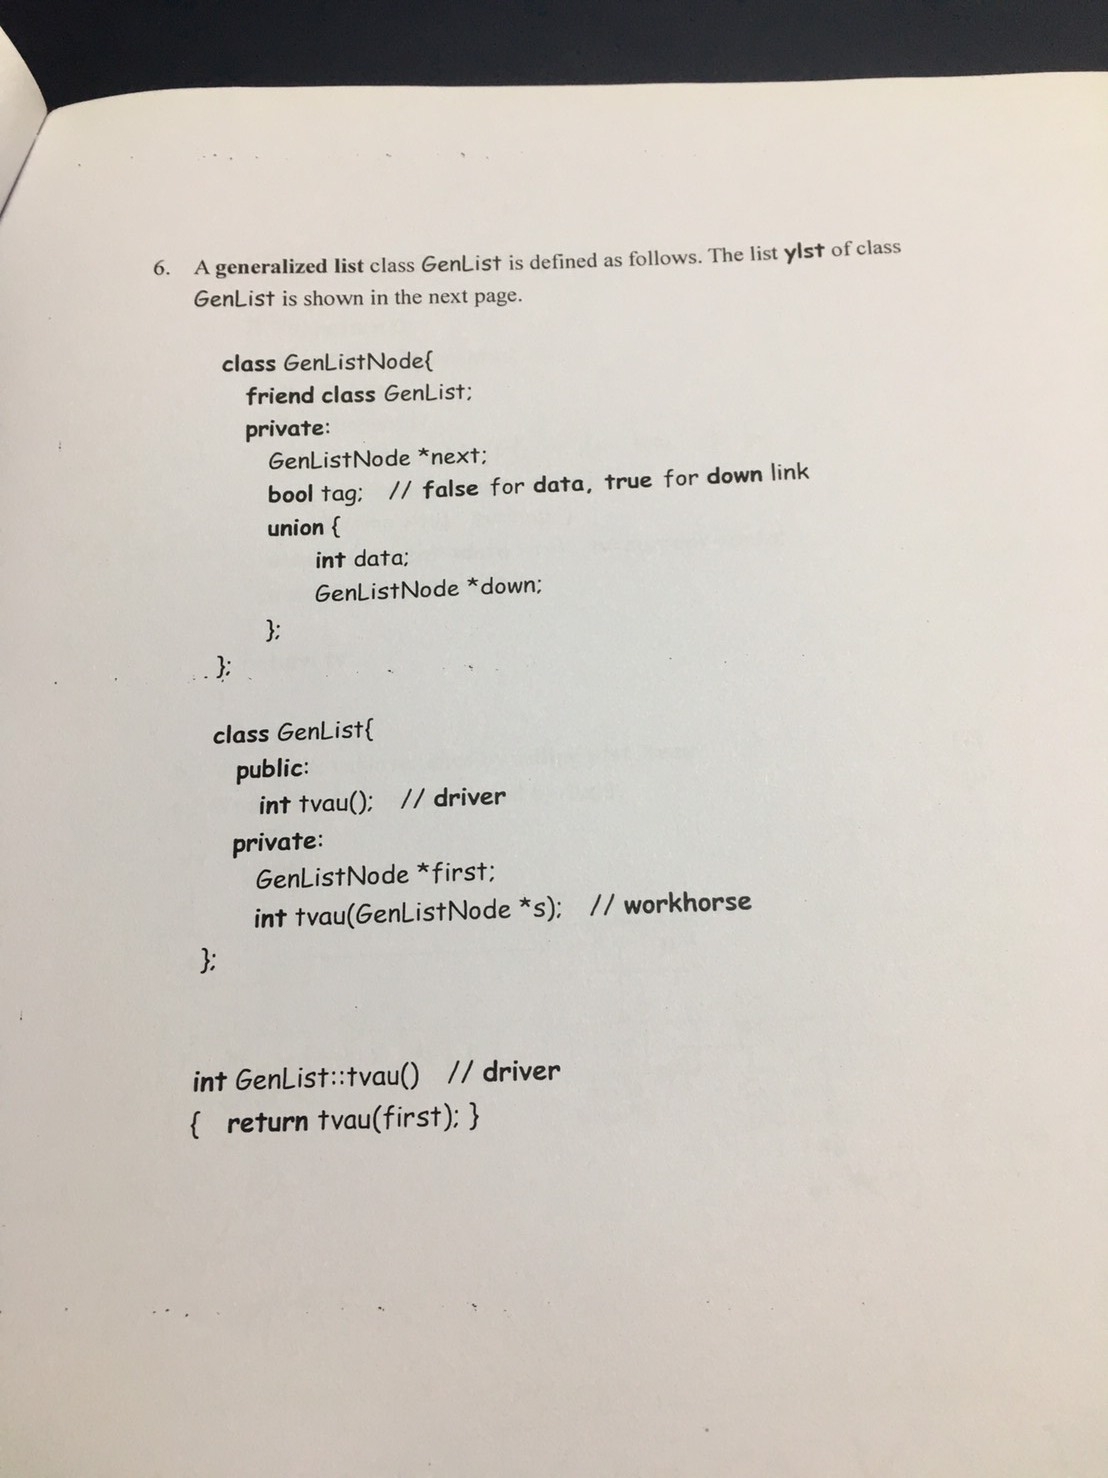 6. A generalized list class GenList is defined as follows. The list ylst of class
GenList is shown in the next page.
class GenListNode{
friend class GenList;
private:
GenListNode *next;
bool tag; // false for data, true for down link
union {
int data;
GenListNode *down;
};
};
class GenList{
public:
int tvau(); // driver
private:
GenListNode *first;
int tvau(GenListNode *s); // workhorse
};
int GenList::tvau() // driver
{ return tvau(first); }